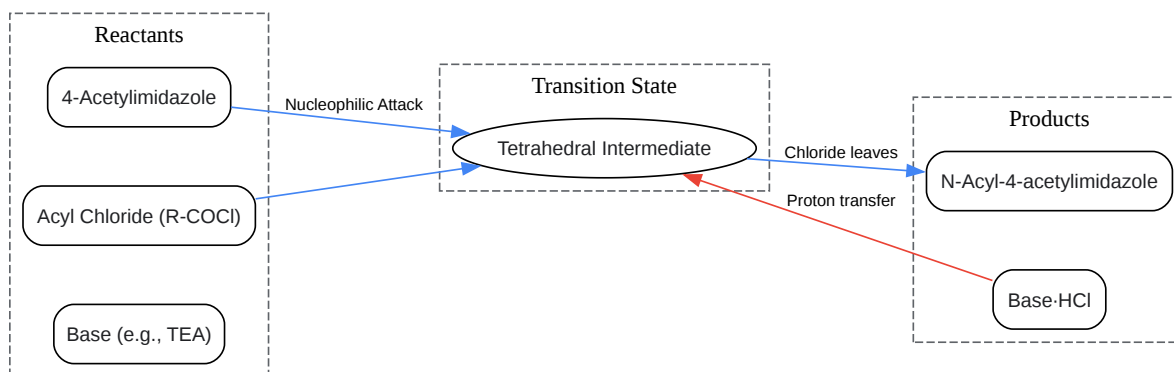 Reactants
4-Acetylimidazole
Acyl Chloride (R-COCl)
Base (e.g., TEA)
Nucleophilic Attack
Transition State
Tetrahedral Intermediate
Chloride leaves
Proton transfer
Products
N-Acyl-4-acetylimidazole
Base·HCl